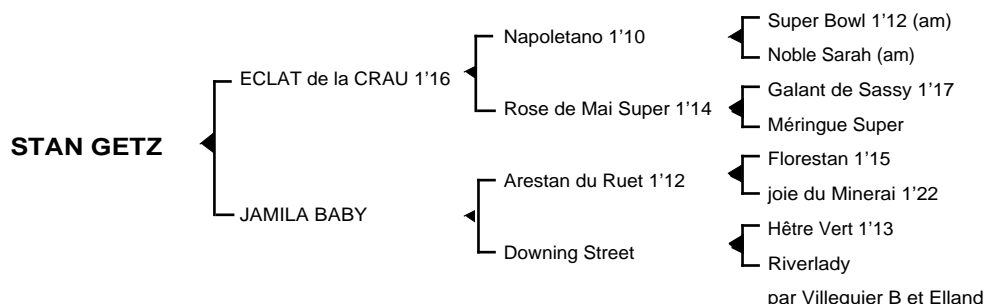 Super Bowl 1'12 (am)
Napoletano 1'10
Noble Sarah (am)
ECLAT de la CRAU 1'16
Galant de Sassy 1'17
Rose de Mai Super 1'14
Méringue Super
STAN GETZ
Florestan 1'15
Arestan du Ruet 1'12
joie du Minerai 1'22
JAMILA BABY
Hêtre Vert 1'13
Downing Street
Riverlady
par Villequier B et Elland